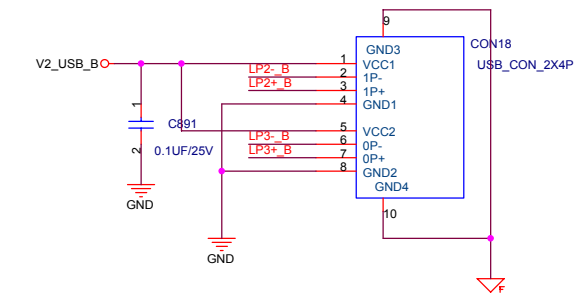 9
GND3
CON18
V2_USB_B
1
VCC1
USB_CON_2X4P
LP2-_B
2
1P-
LP2+_B
3
1P+
1
4
GND1
C891
5
VCC2
LP3-_B
6
0P-
2
0.1UF/25V
LP3+_B
7
0P+
8
GND2
GND4
GND
10
GND
F